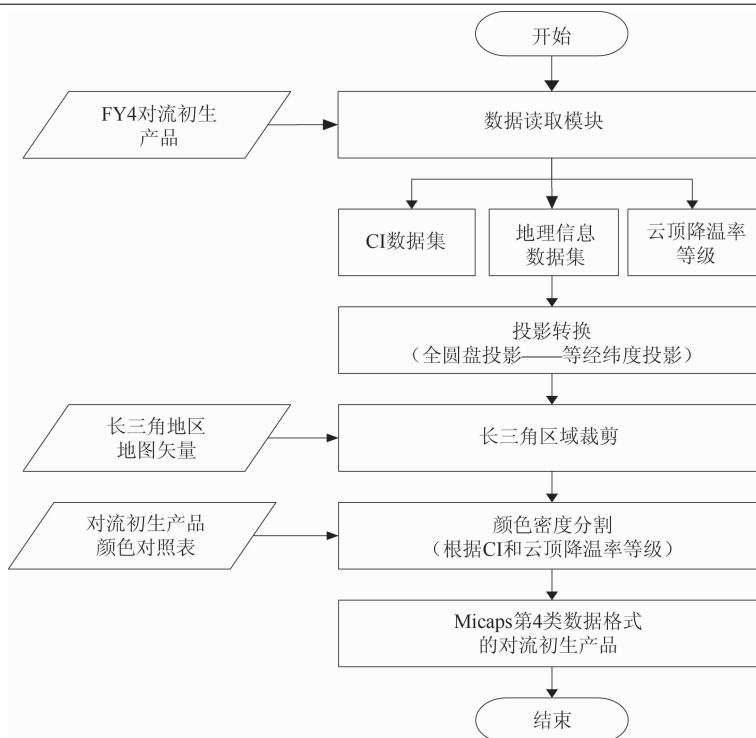 开始
FY4对流初生
产品
数据读取模块
CI数据集
地理信息
数据集
云顶降温率
等级
投影转换
（全圆盘投影——等经纬度投影）
长三角地区
地图矢量
长三角区域裁剪
对流初生产品
颜色对照表
颜色密度分割
（根据CI和云顶降温率等级）
Micaps第4类数据格式
的对流初生产品
结束